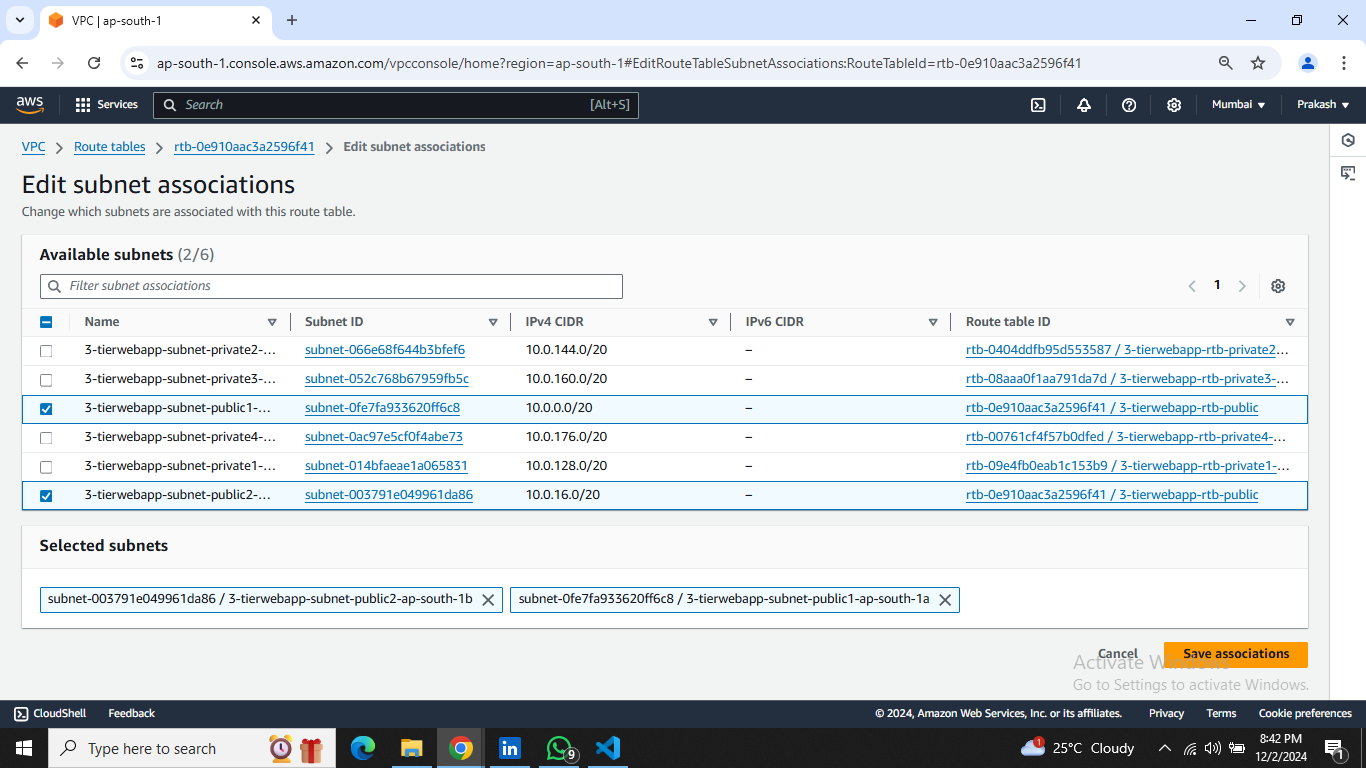 VPC | ap-south-1
ap-south-1.console.aws.amazon.com/vpcconsole/home?region=ap-south-1#EditRouteTableSubnetAssociations:RouteTableId=rtb-0e910aac3a2596f41
aws Services Search [Alt+S] Mumbai Prakash
VPC Route tables rtb-0e910aac3a2596f41 Edit subnet associations
Edit subnet associations
Change which subnets are associated with this route table.
Available subnets (2/6)
Filter subnet associations 1
Name Subnet ID IPv4 CIDR IPv6 CIDR Route table ID
3-tierwebapp-subnet-private2-... subnet-066e68f644b3bfef6 10.0.144.0/20 – rtb-0404ddfb95d553587 / 3-tierwebapp-rtb-private2...
3-tierwebapp-subnet-private3-... subnet-052c768b67959fb5c 10.0.160.0/20 – rtb-08aaa0f1aa791da7d / 3-tierwebapp-rtb-private3-...
3-tierwebapp-subnet-public1-... subnet-0fe7fa933620ff6c8 10.0.0.0/20 – rtb-0e910aac3a2596f41 / 3-tierwebapp-rtb-public
3-tierwebapp-subnet-private4-... subnet-0ac97e5cf0f4abe73 10.0.176.0/20 – rtb-00761cf4f57b0dfed / 3-tierwebapp-rtb-private4-...
3-tierwebapp-subnet-private1-... subnet-014bfaeae1a065831 10.0.128.0/20 – rtb-09e4fb0eab1c153b9 / 3-tierwebapp-rtb-private1-...
3-tierwebapp-subnet-public2-... subnet-003791e049961da86 10.0.16.0/20 – rtb-0e910aac3a2596f41 / 3-tierwebapp-rtb-public
Selected subnets
subnet-003791e049961da86 / 3-tierwebapp-subnet-public2-ap-south-1b subnet-0fe7fa933620ff6c8 / 3-tierwebapp-subnet-public1-ap-south-1a
Cancel Save associations
Activate Windows
Go to Settings to activate Windows.
CloudShell Feedback © 2024, Amazon Web Services, Inc. or its affiliates. Privacy Terms Cookie preferences
Type here to search 9 1 25°C Cloudy 8:42 PM 1
12/2/2024